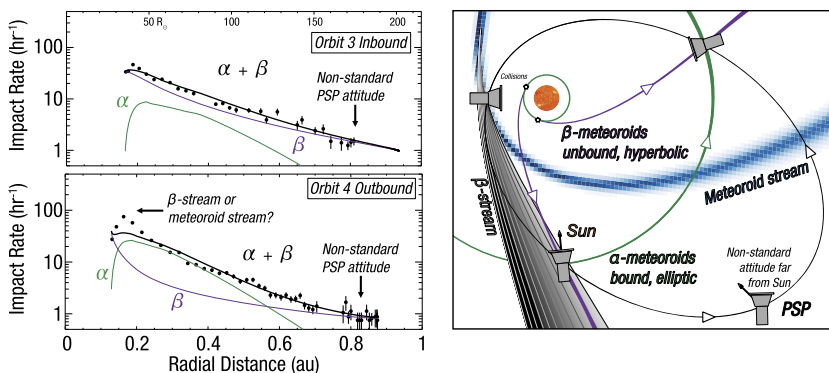 50 R☉ 100 150 200
Orbit 3 Inbound
100
10
1
Impact Rate (hr⁻¹)
α + β
α
β
Non-standard
PSP attitude
Orbit 4 Outbound
100
10
1
Impact Rate (hr⁻¹)
β-stream or
meteoroid stream?
α + β
α
β
Non-standard
PSP attitude
0 0.2 0.4 0.6 0.8 1
Radial Distance (au)
Collisions
β-meteoroids
unbound, hyperbolic
Meteoroid stream
β-stream
Sun
α-meteoroids
bound, elliptic
Non-standard
attitude far
from Sun
PSP